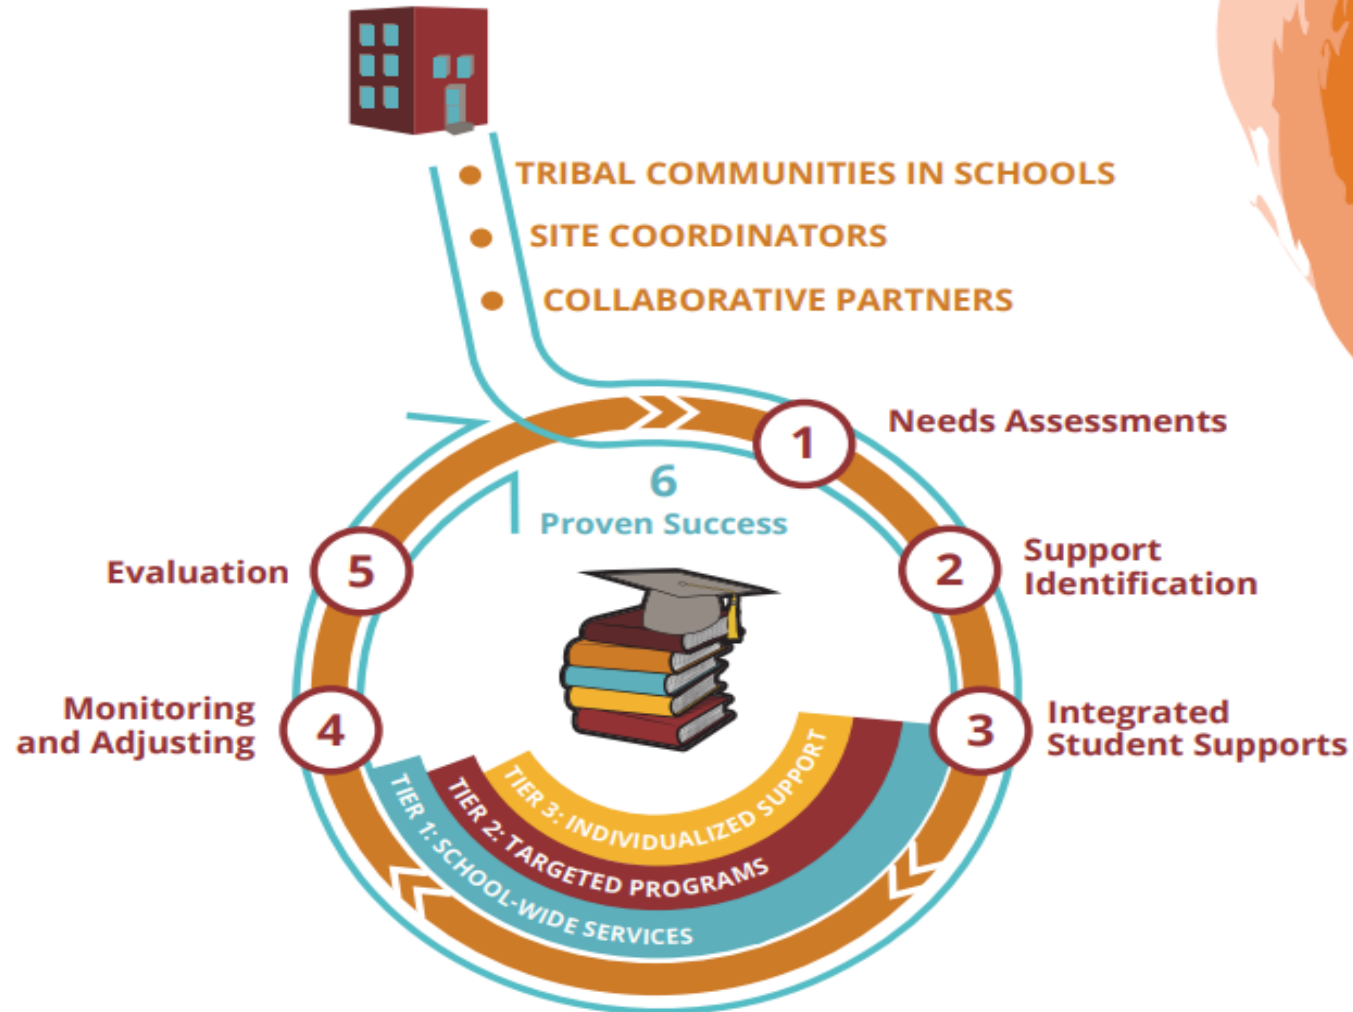 TRIBAL COMMUNITIES IN SCHOOLS
SITE COORDINATORS
COLLABORATIVE PARTNERS
1
Needs Assessments
6
Proven Success
2
Support
Identification
5
Evaluation
3
Integrated
Student Supports
4
Monitoring
and Adjusting
TIER 3: INDIVIDUALIZED SUPPORT
TIER 2: TARGETED PROGRAMS
TIER 1: SCHOOL-WIDE SERVICES